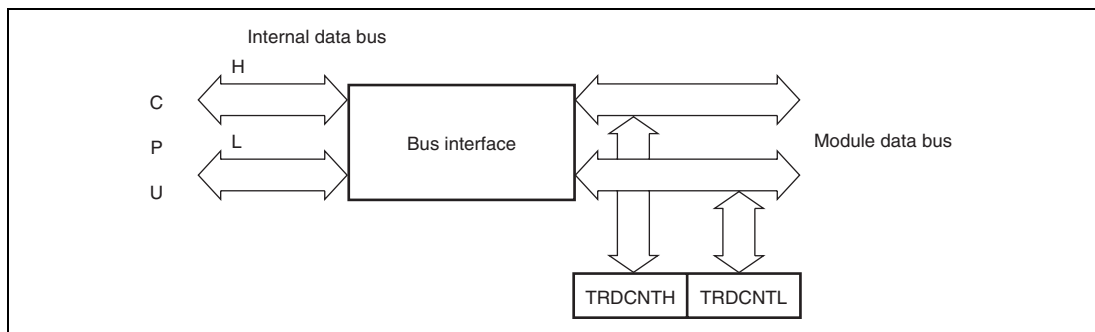 Internal data bus
H
C
P
U
L
Bus interface
Module data bus
TRDCNTH TRDCNTL